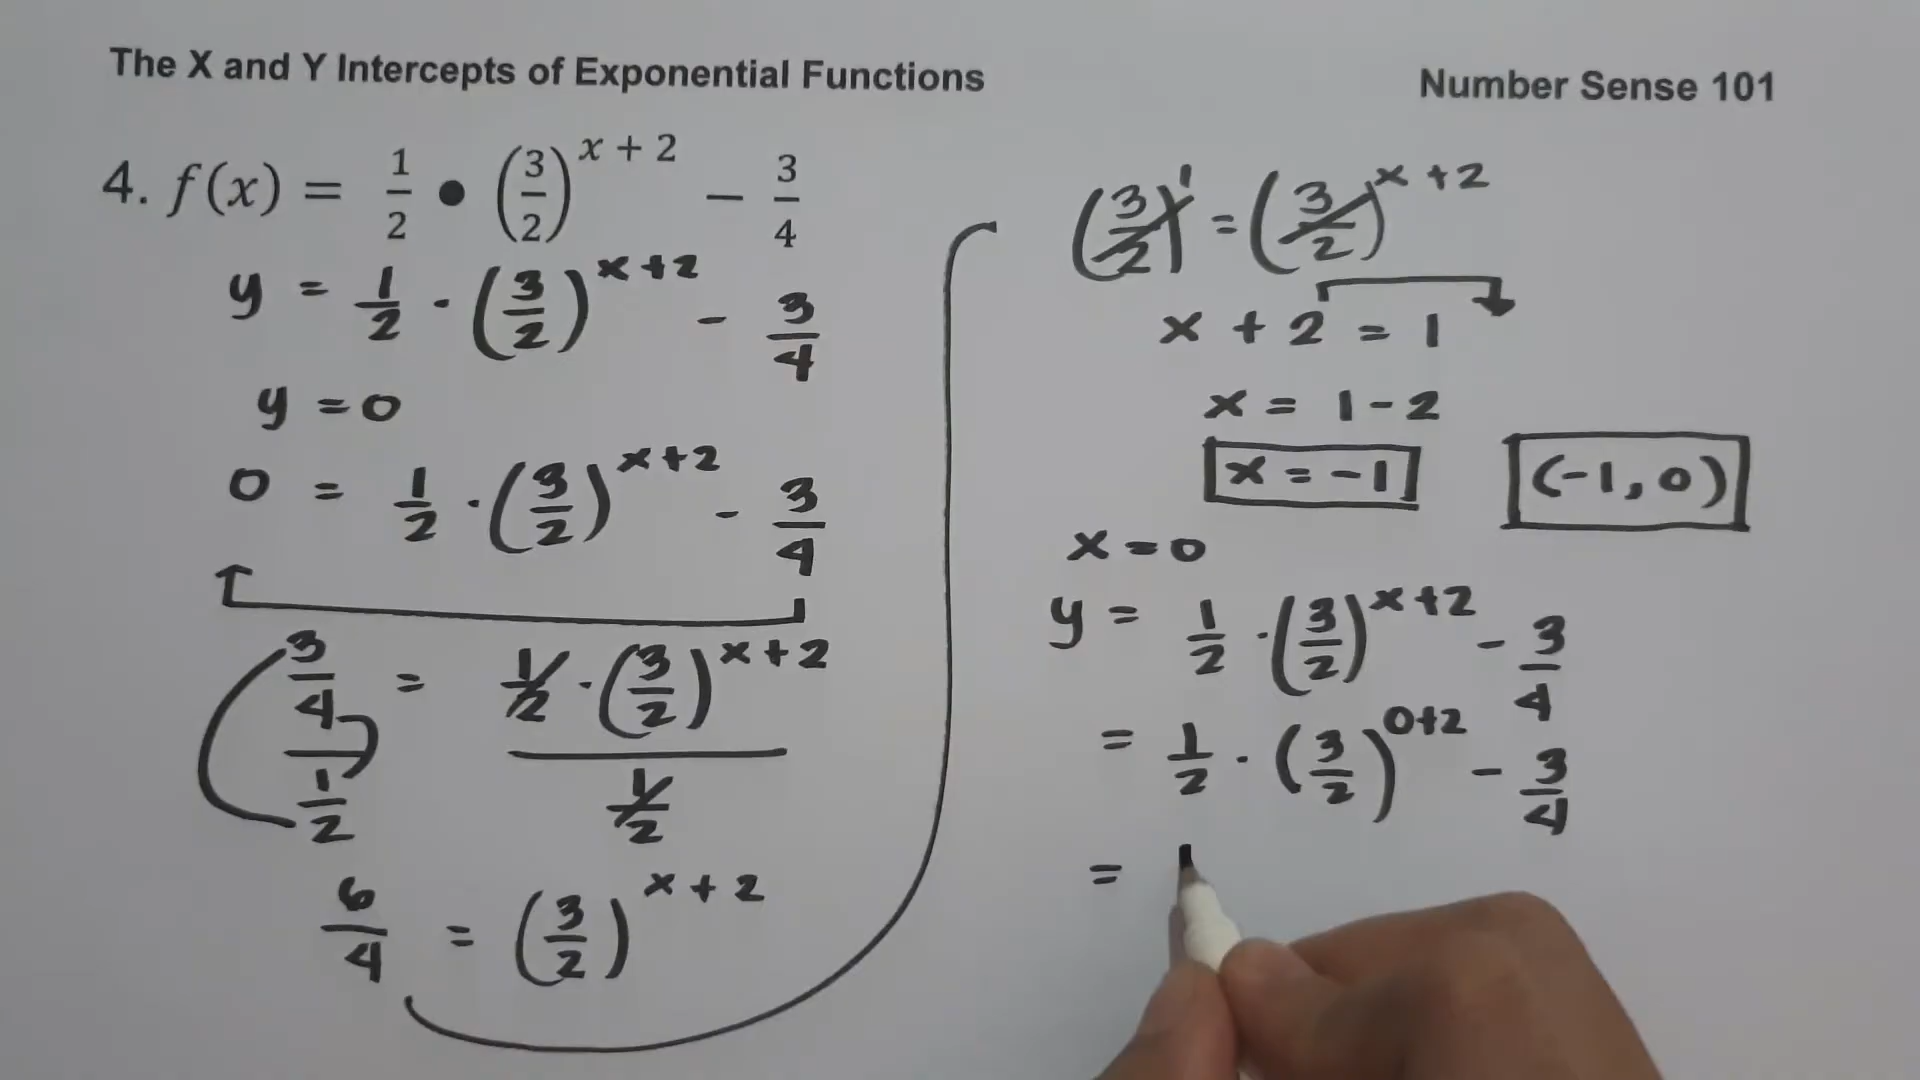 The X and Y Intercepts of Exponential Functions
Number Sense 101
4. f(x) = 1/2 • (3/2)^(x + 2) − 3/4
y = 1/2 · (3/2)^(x+2) - 3/4
y = 0
0 = 1/2 · (3/2)^(x+2) - 3/4
3/4 / 1/2 = 1/2 · (3/2)^(x+2) / 1/2
6/4 = (3/2)^(x+2)
(3/2)^1 = (3/2)^(x+2)
x + 2 = 1
x = 1 - 2
x = -1
(-1, 0)
x = 0
y = 1/2 · (3/2)^(x+2) - 3/4
= 1/2 · (3/2)^(0+2) - 3/4
=